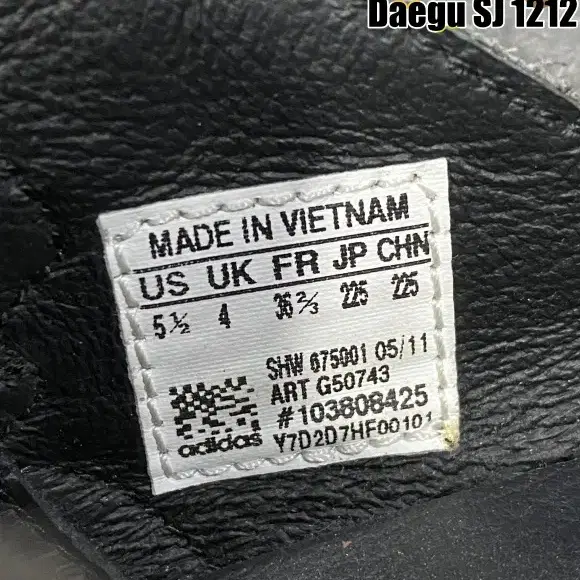 Daegu SJ 1212
MADE IN VIETNAM
US UK FR JP CHN
5½ 4 36⅔ 225 225
SHW 675001 05/11
ART G50743
#103808425
adidas Y7D2D7HF00101